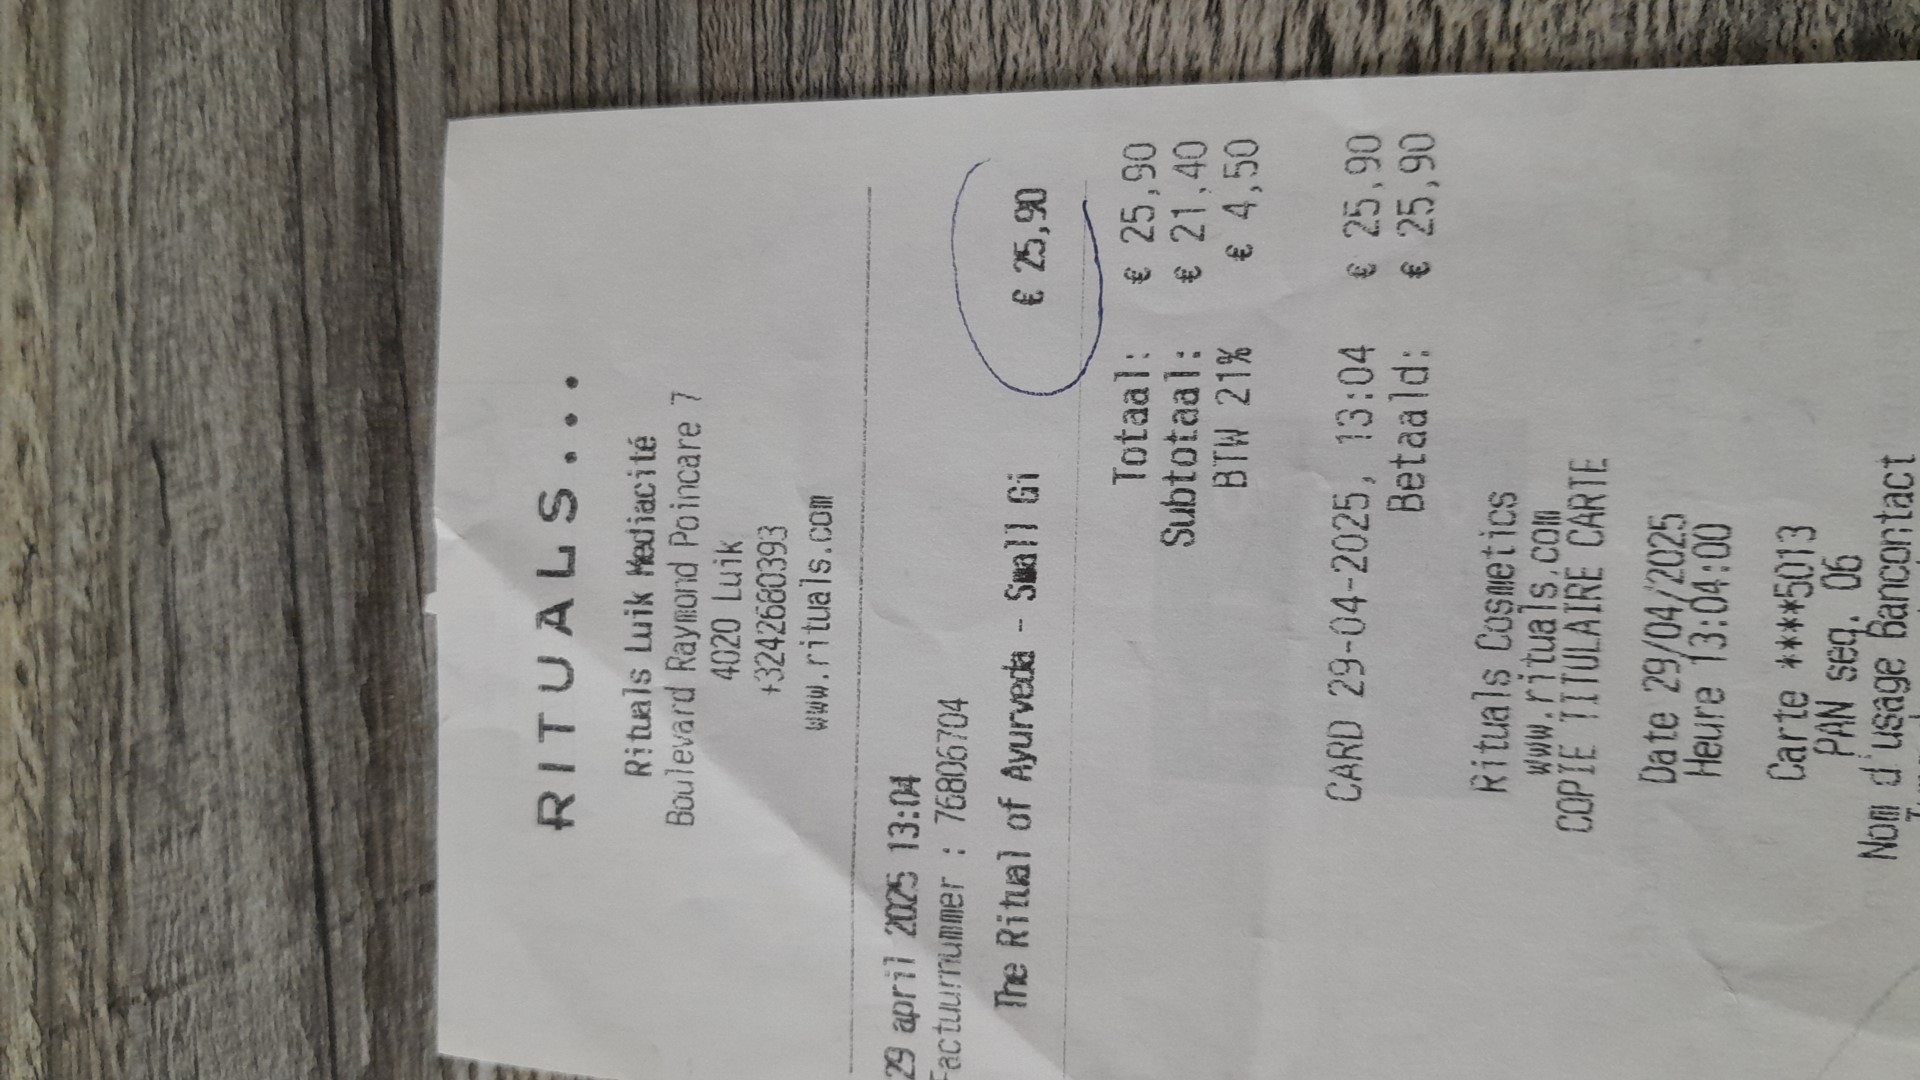 RITUALS...
Rituals Luik Mediacité
Boulevard Raymond Poincare 7
4020 Luik
+3242680393
www.rituals.com
29 april 2025 13:04
Factuurnummer : 76806704
The Ritual of Ayurveda - Small Gi € 25,90
Totaal: € 25,90
Subtotaal: € 21,40
BTW 21% € 4,50
CARD 29-04-2025, 13:04 € 25,90
Betaald: € 25,90
Rituals Cosmetics
www.rituals.com
COPIE TITULAIRE CARTE
Date 29/04/2025
Heure 13:04:00
Carte ****5013
PAN seq. 06
Nom d'usage Bancontact